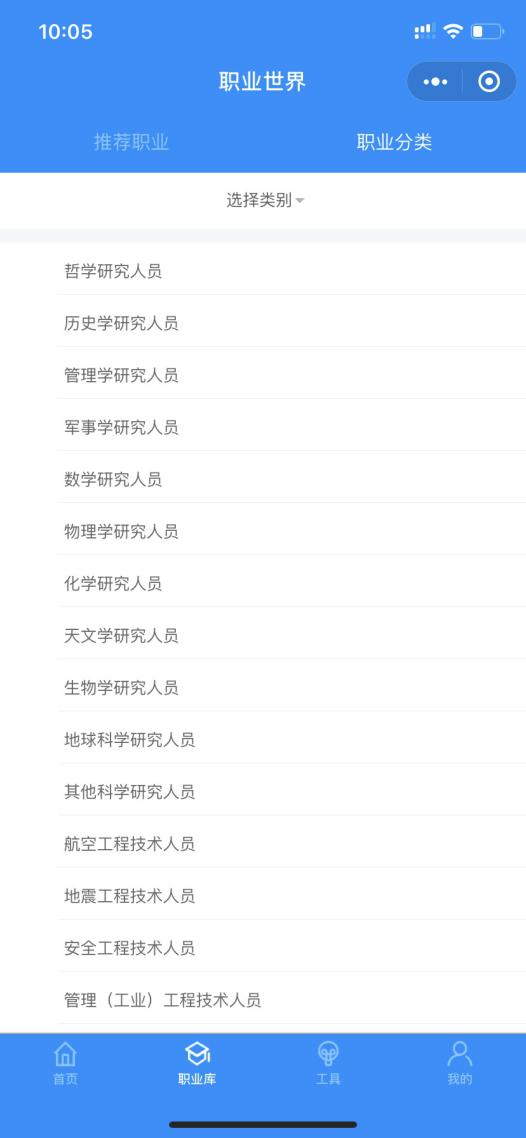 10:05
职业世界
推荐职业
职业分类
选择类别
哲学研究人员
历史学研究人员
管理学研究人员
军事学研究人员
数学研究人员
物理学研究人员
化学研究人员
天文学研究人员
生物学研究人员
地球科学研究人员
其他科学研究人员
航空工程技术人员
地震工程技术人员
安全工程技术人员
管理（工业）工程技术人员
首页
职业库
工具
我的